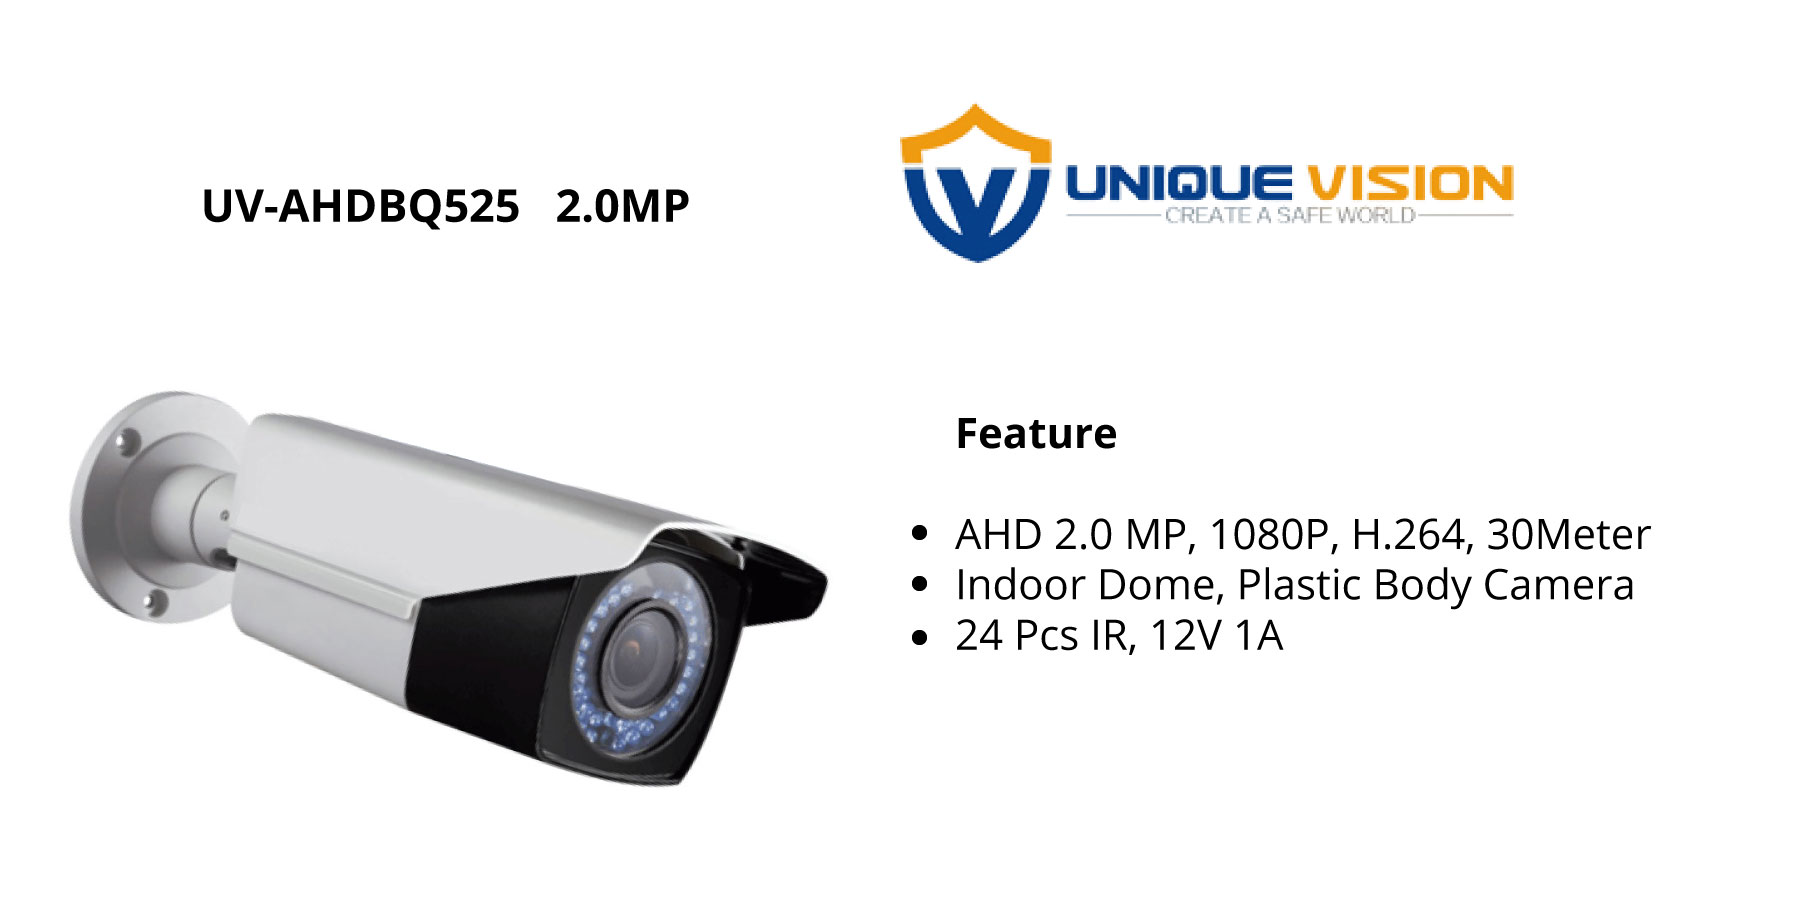 UV-AHDBQ525 2.0MP
UNIQUE VISION
CREATE A SAFE WORLD
Feature
• AHD 2.0 MP, 1080P, H.264, 30Meter
• Indoor Dome, Plastic Body Camera
• 24 Pcs IR, 12V 1A